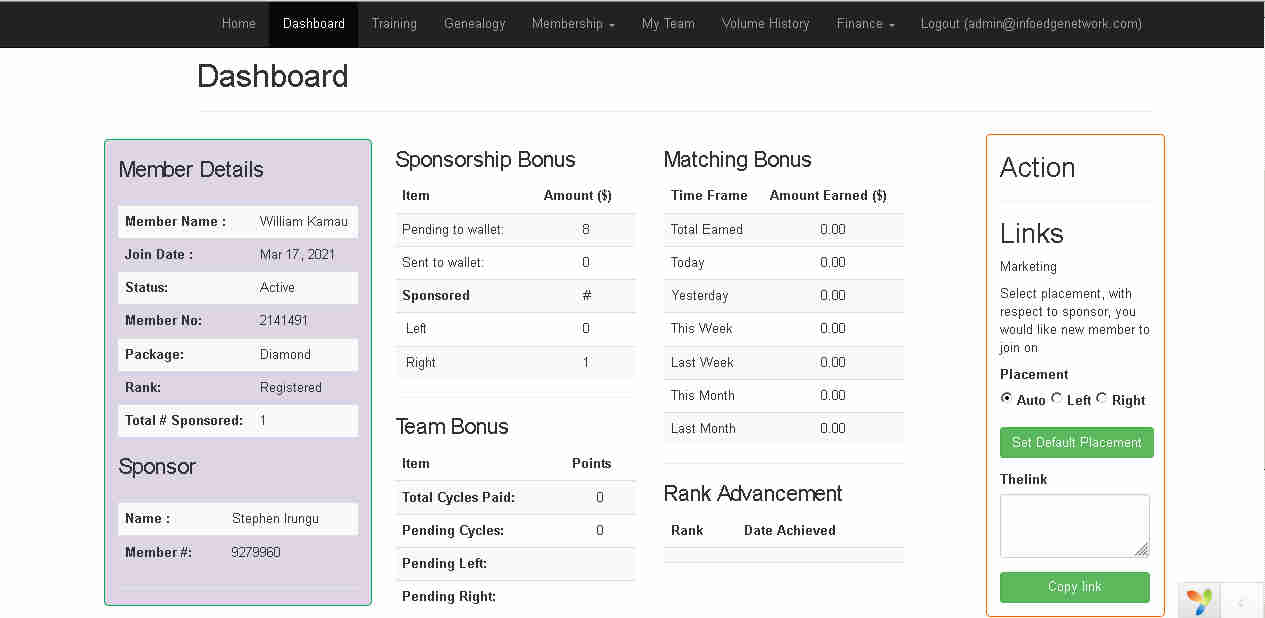 Home Dashboard Training Genealogy Membership My Team Volume History Finance Logout (admin@infoedgenetwork.com)
Dashboard
Member Details
Member Name : William Kamau
Join Date : Mar 17, 2021
Status: Active
Member No: 2141491
Package: Diamond
Rank: Registered
Total # Sponsored: 1
Sponsor
Name : Stephen Irungu
Member #: 9279960
Sponsorship Bonus
Item Amount ($)
Pending to wallet: 8
Sent to wallet: 0
Sponsored #
Left 0
Right 1
Team Bonus
Item Points
Total Cycles Paid: 0
Pending Cycles: 0
Pending Left:
Pending Right:
Matching Bonus
Time Frame Amount Earned ($)
Total Earned 0.00
Today 0.00
Yesterday 0.00
This Week 0.00
Last Week 0.00
This Month 0.00
Last Month 0.00
Rank Advancement
Rank Date Achieved
Action
Links
Marketing
Select placement, with
respect to sponsor, you
would like new member to
join on
Placement
Auto Left Right
Set Default Placement
Thelink
Copy link